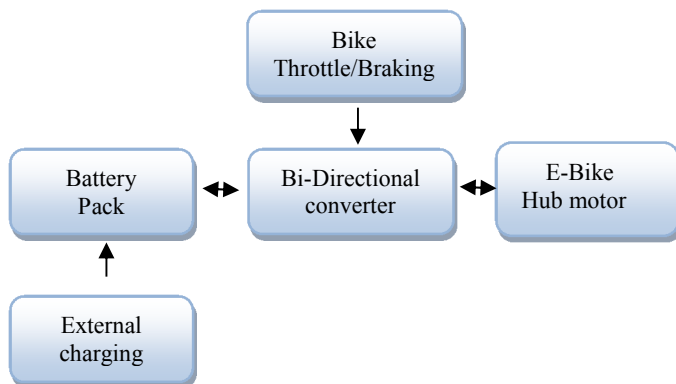 Bike
Throttle/Braking
Battery
Pack
Bi-Directional
converter
E-Bike
Hub motor
External
charging